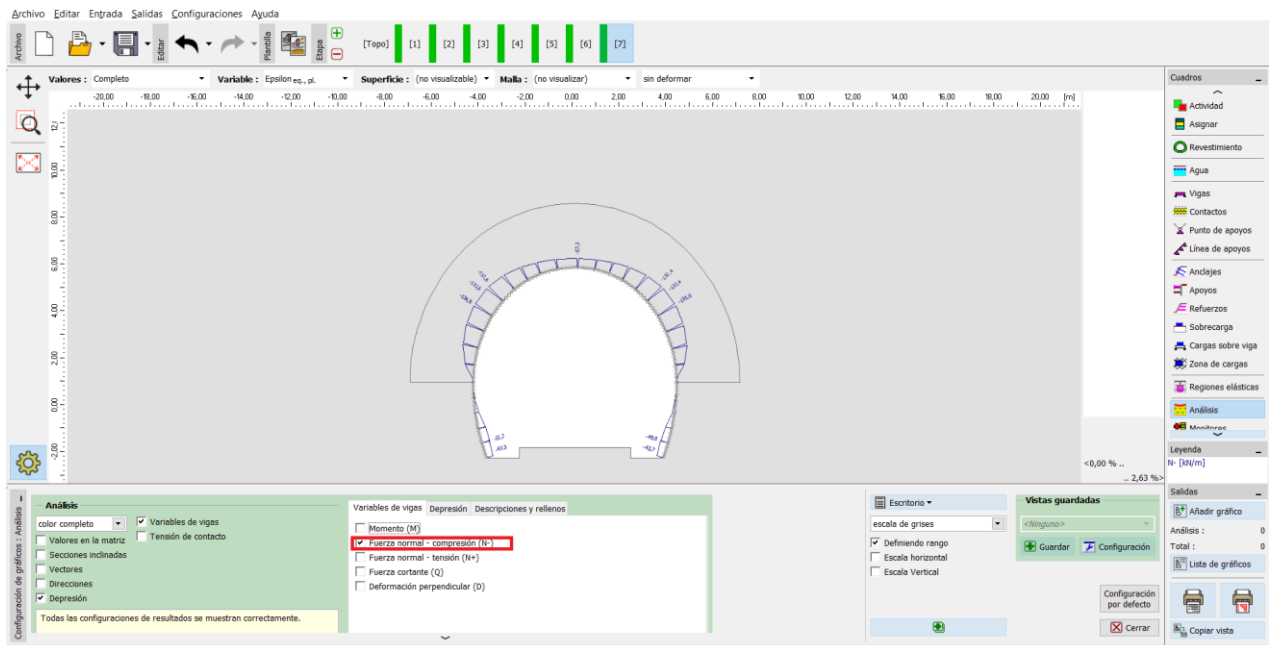 Archivo Editar Entrada Salidas Configuraciones Ayuda
Archivo
Editar
Plantilla
Etapa
[Topo] [1] [2] [3] [4] [5] [6] [7]
Valores : Completo Variable : Epsilon eq., pl. Superficie : (no visualizable) Malla : (no visualizar) sin deformar
-20,00 -18,00 -16,00 -14,00 -12,00 -10,00 -8,00 -6,00 -4,00 -2,00 0,00 2,00 4,00 6,00 8,00 10,00 12,00 14,00 16,00 18,00 20,00 [m]
10,00
8,00
6,00
4,00
2,00
0,00
-2,00
<0,00 % ..
.. 2,63 %>
Cuadros
Actividad
Asignar
Revestimiento
Agua
Vigas
Contactos
Punto de apoyos
Línea de apoyos
Anclajes
Apoyos
Refuerzos
Sobrecarga
Cargas sobre viga
Zona de cargas
Regiones elásticas
Análisis
Monitores
Leyenda
N- [kN/m]
Salidas
Añadir gráfico
Análisis : 0
Total : 0
Lista de gráficos
Copiar vista
Configuración de gráficos : Análisis
Análisis
color completo
Variables de vigas
Tensión de contacto
Valores en la matriz
Secciones inclinadas
Vectores
Direcciones
Depresión
Todas las configuraciones de resultados se muestran correctamente.
Variables de vigas Depresión Descripciones y rellenos
Momento (M)
Fuerza normal - compresión (N-)
Fuerza normal - tensión (N+)
Fuerza cortante (Q)
Deformación perpendicular (D)
Escritorio
escala de grises
Definiendo rango
Escala horizontal
Escala Vertical
Vistas guardadas
<Ninguno>
Guardar Configuración
Configuración por defecto
Cerrar